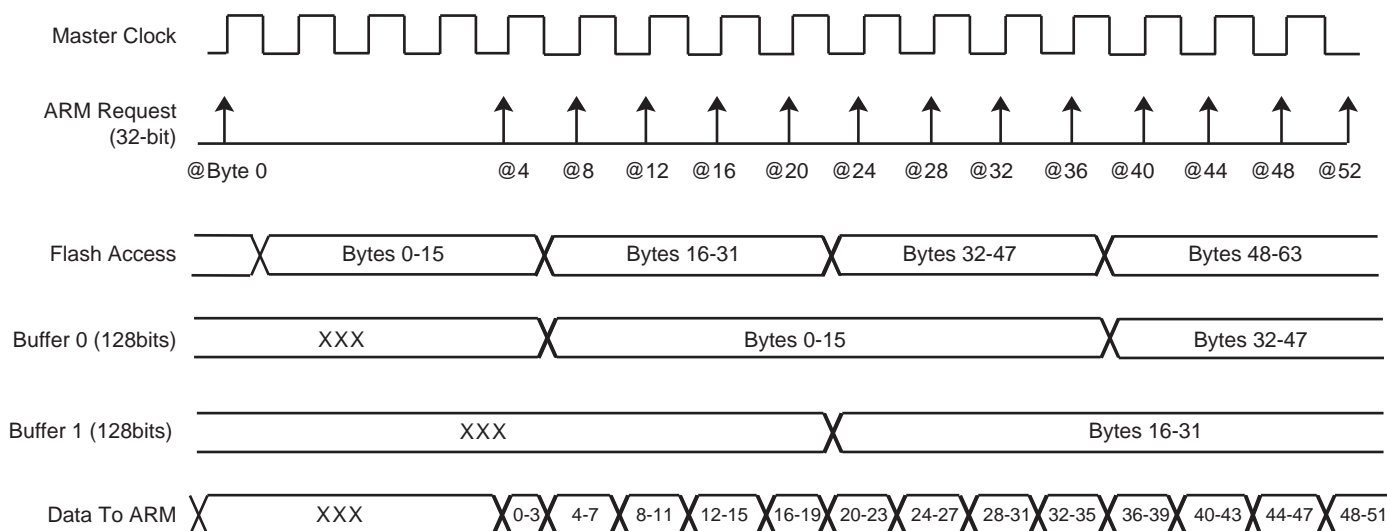 Master Clock
ARM Request
(32-bit)
@Byte 0 @4 @8 @12 @16 @20 @24 @28 @32 @36 @40 @44 @48 @52
Flash Access Bytes 0-15 Bytes 16-31 Bytes 32-47 Bytes 48-63
Buffer 0 (128bits) XXX Bytes 0-15 Bytes 32-47
Buffer 1 (128bits) XXX Bytes 16-31
Data To ARM XXX 0-3 4-7 8-11 12-15 16-19 20-23 24-27 28-31 32-35 36-39 40-43 44-47 48-51